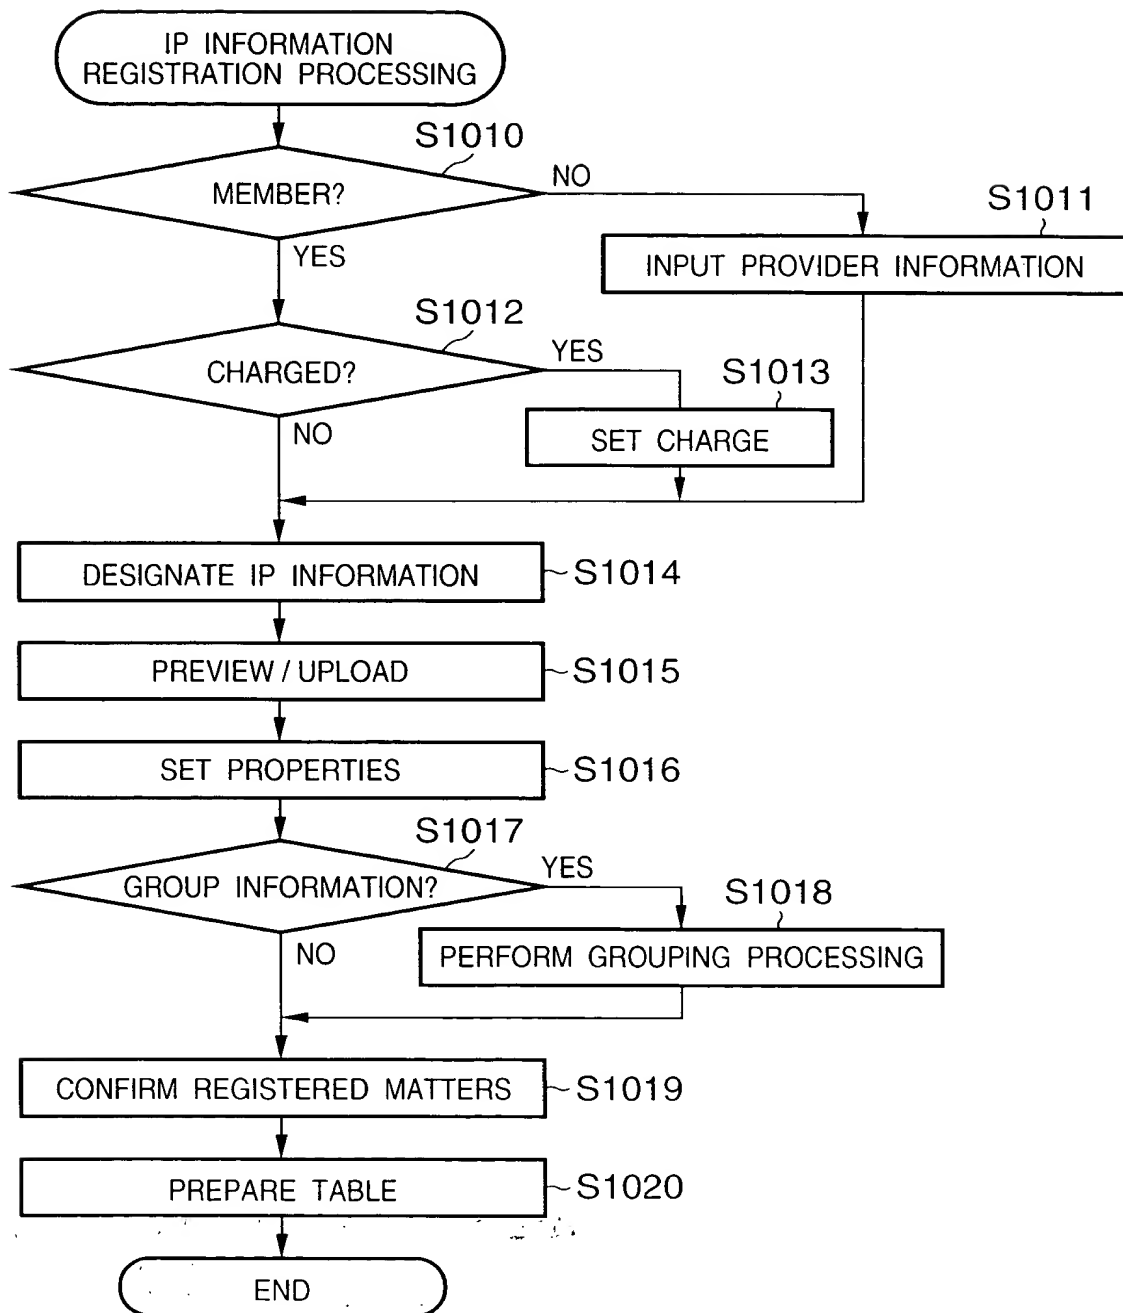 IP INFORMATION
REGISTRATION PROCESSING
S1010
MEMBER?
NO
YES
S1011
INPUT PROVIDER INFORMATION
S1012
CHARGED?
YES
NO
S1013
SET CHARGE
DESIGNATE IP INFORMATION
S1014
PREVIEW / UPLOAD
S1015
SET PROPERTIES
S1016
S1017
GROUP INFORMATION?
YES
NO
S1018
PERFORM GROUPING PROCESSING
CONFIRM REGISTERED MATTERS
S1019
PREPARE TABLE
S1020
END